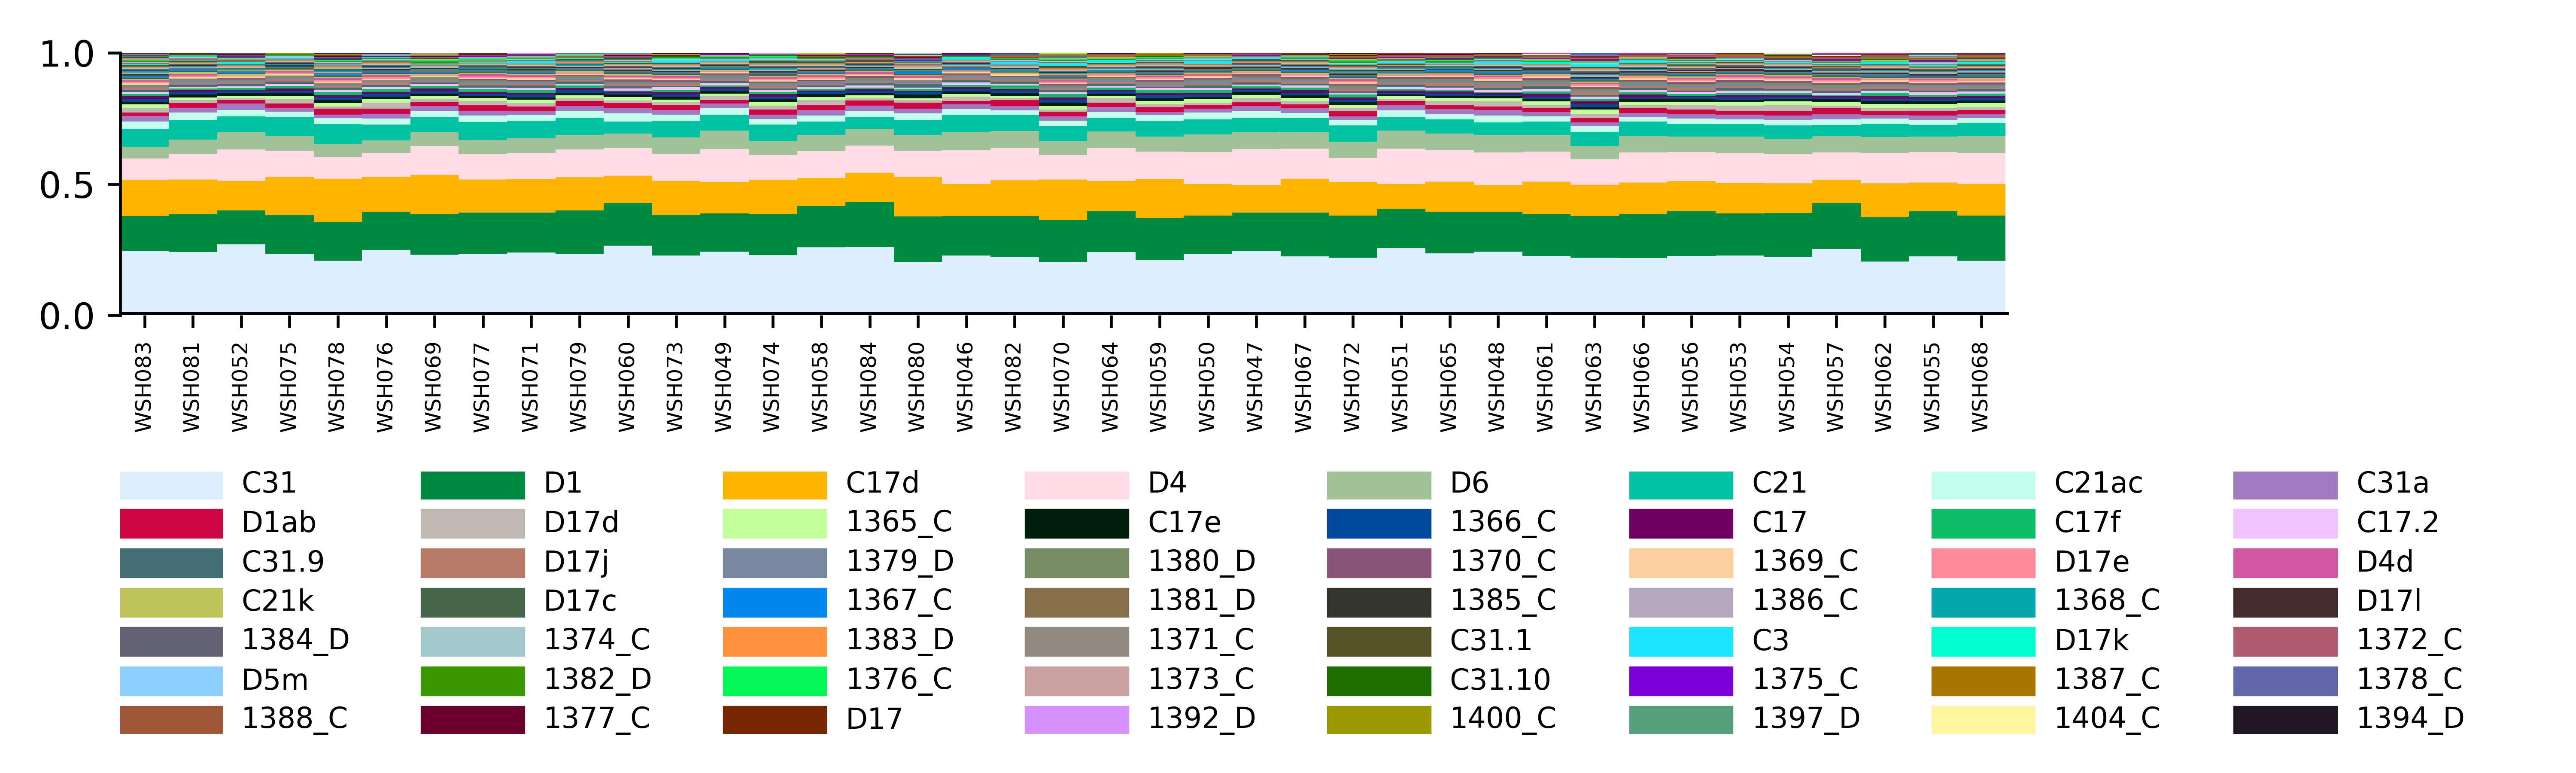 1.0
0.5
0.0
WSH083 WSH081 WSH052 WSH075 WSH078 WSH076 WSH069 WSH077 WSH071 WSH079 WSH060 WSH073 WSH049 WSH074 WSH058 WSH084 WSH080 WSH046 WSH082 WSH070 WSH064 WSH059 WSH050 WSH047 WSH067 WSH072 WSH051 WSH065 WSH048 WSH061 WSH063 WSH066 WSH056 WSH053 WSH054 WSH057 WSH062 WSH055 WSH068
C31 D1 C17d D4 D6 C21 C21ac C31a
D1ab D17d 1365_C C17e 1366_C C17 C17f C17.2
C31.9 D17j 1379_D 1380_D 1370_C 1369_C D17e D4d
C21k D17c 1367_C 1381_D 1385_C 1386_C 1368_C D17l
1384_D 1374_C 1383_D 1371_C C31.1 C3 D17k 1372_C
D5m 1382_D 1376_C 1373_C C31.10 1375_C 1387_C 1378_C
1388_C 1377_C D17 1392_D 1400_C 1397_D 1404_C 1394_D